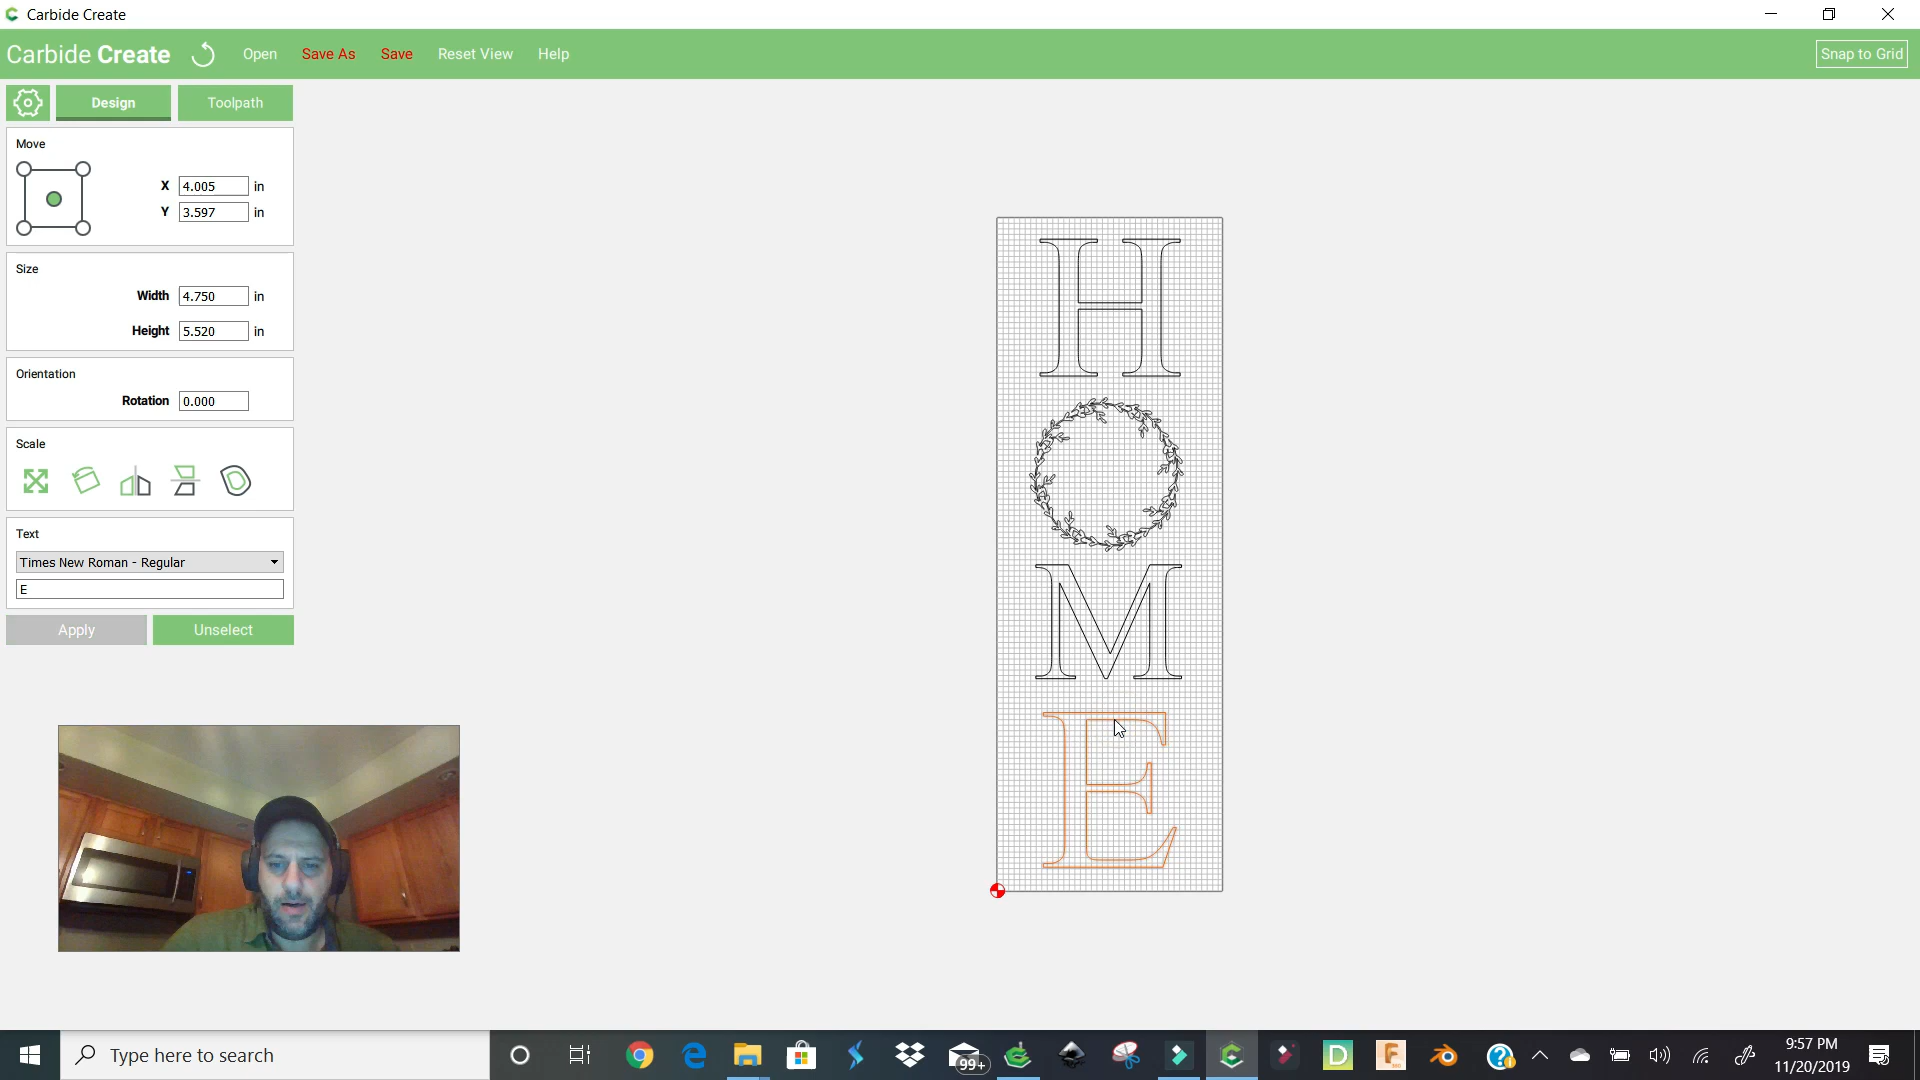 Carbide Create
Carbide Create Open Save As Save Reset View Help Snap to Grid
Design Toolpath
Move
X 4.005 in
Y 3.597 in
Size
Width 4.750 in
Height 5.520 in
Orientation
Rotation 0.000
Scale
Text
Times New Roman - Regular
E
Apply Unselect
H
M
E
Type here to search
99+
9:57 PM
11/20/2019